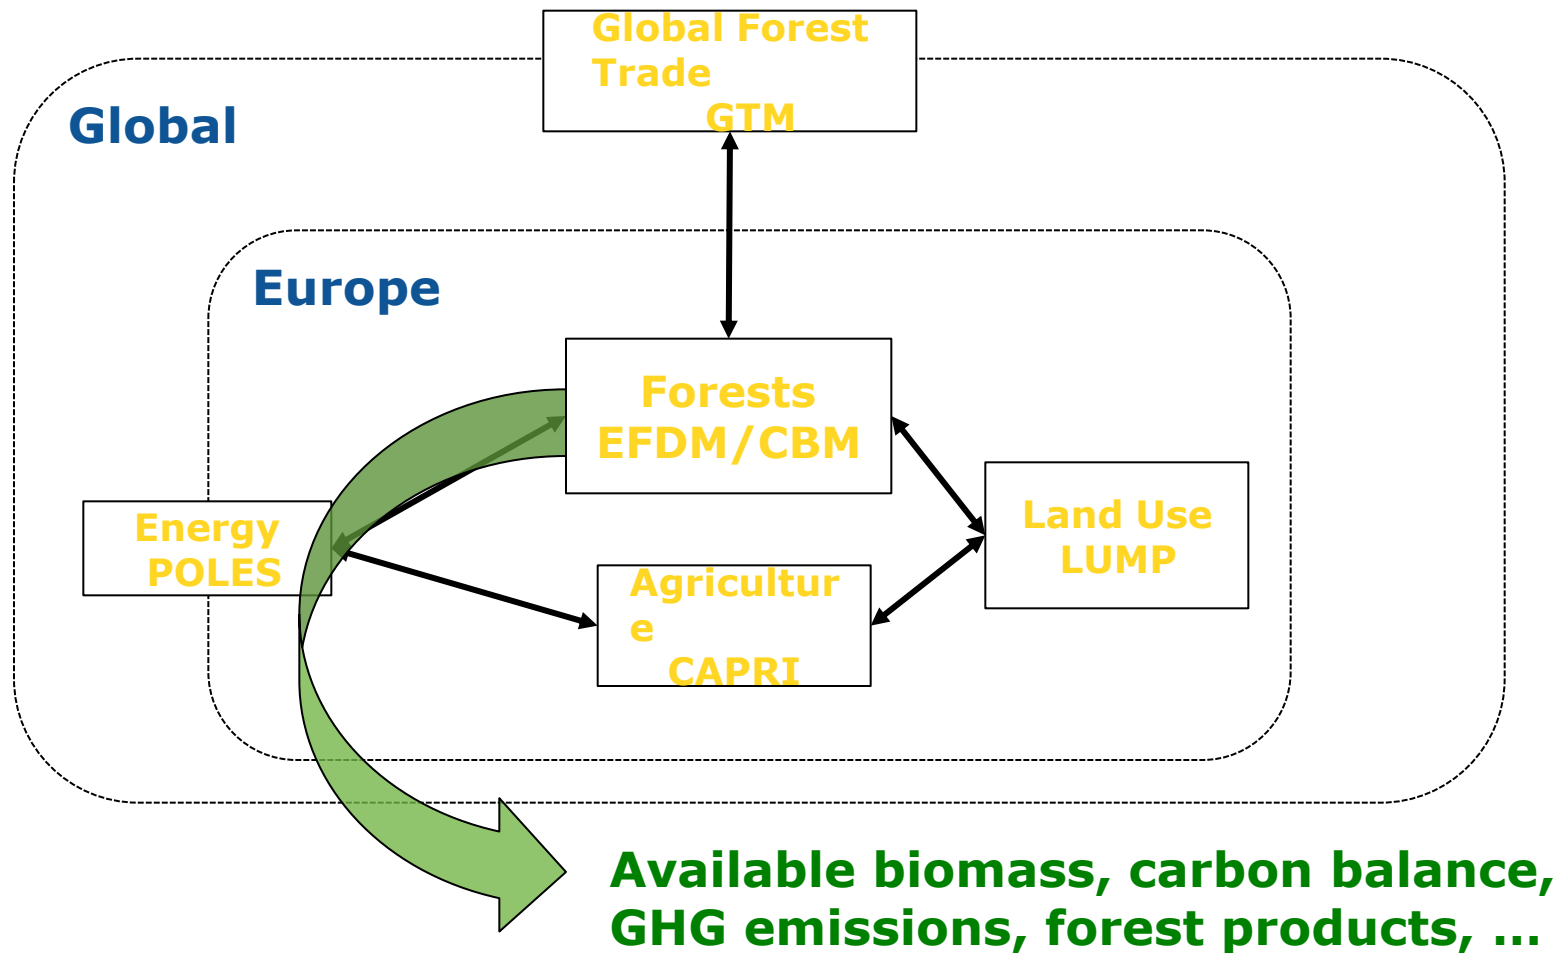 Global Forest
Trade
GTM
Global
Europe
Forests
EFDM/CBM
Energy
POLES
Land Use
LUMP
Agricultur
e
CAPRI
Available biomass, carbon balance,
GHG emissions, forest products, ...